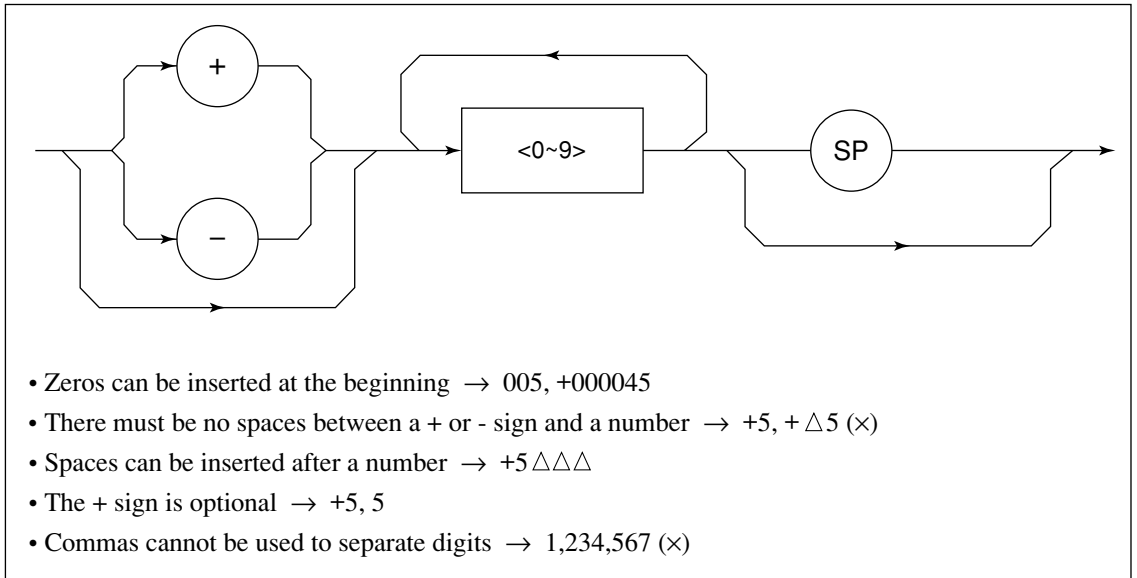 +
<0~9>
SP
−
• Zeros can be inserted at the beginning → 005, +000045
• There must be no spaces between a + or - sign and a number → +5, + △5 (×)
• Spaces can be inserted after a number → +5△△△
• The + sign is optional → +5, 5
• Commas cannot be used to separate digits → 1,234,567 (×)